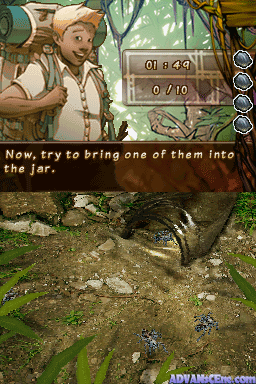 01:49
0/10
Now, try to bring one of them into
the jar.
ADVANSCEne.com